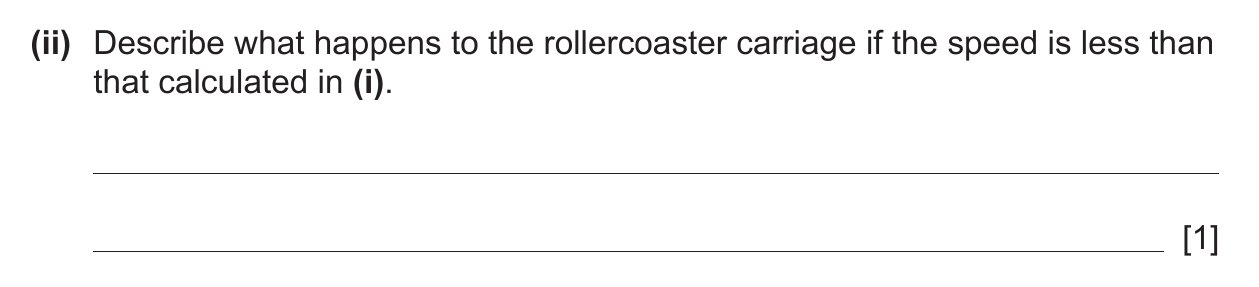 (ii) Describe what happens to the rollercoaster carriage if the speed is less than
that calculated in (i).
[1]